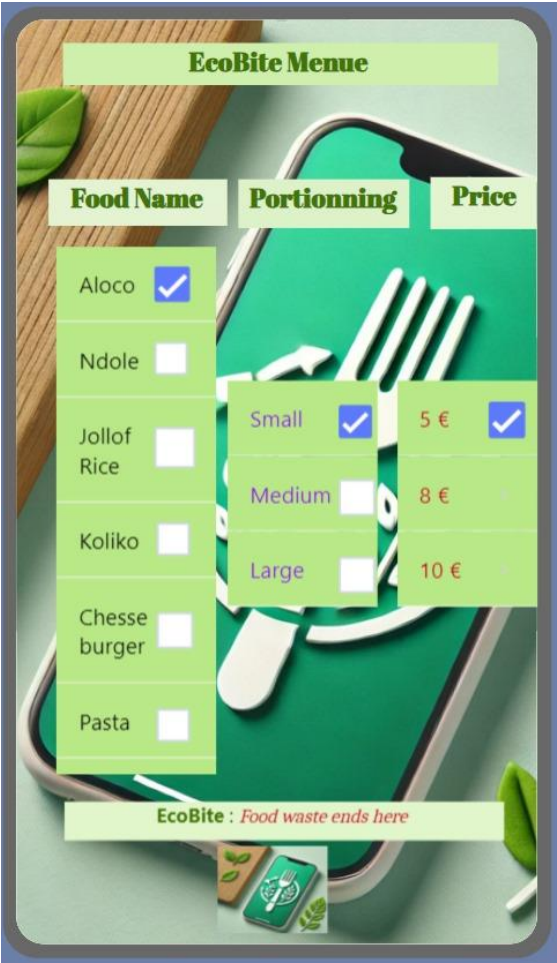 EcoBite Menue
Food Name
Portionning
Price
Aloco
Ndole
Jollof
Rice
Koliko
Chesse
burger
Pasta
Small
Medium
Large
5 €
8 €
10 €
EcoBite : Food waste ends here